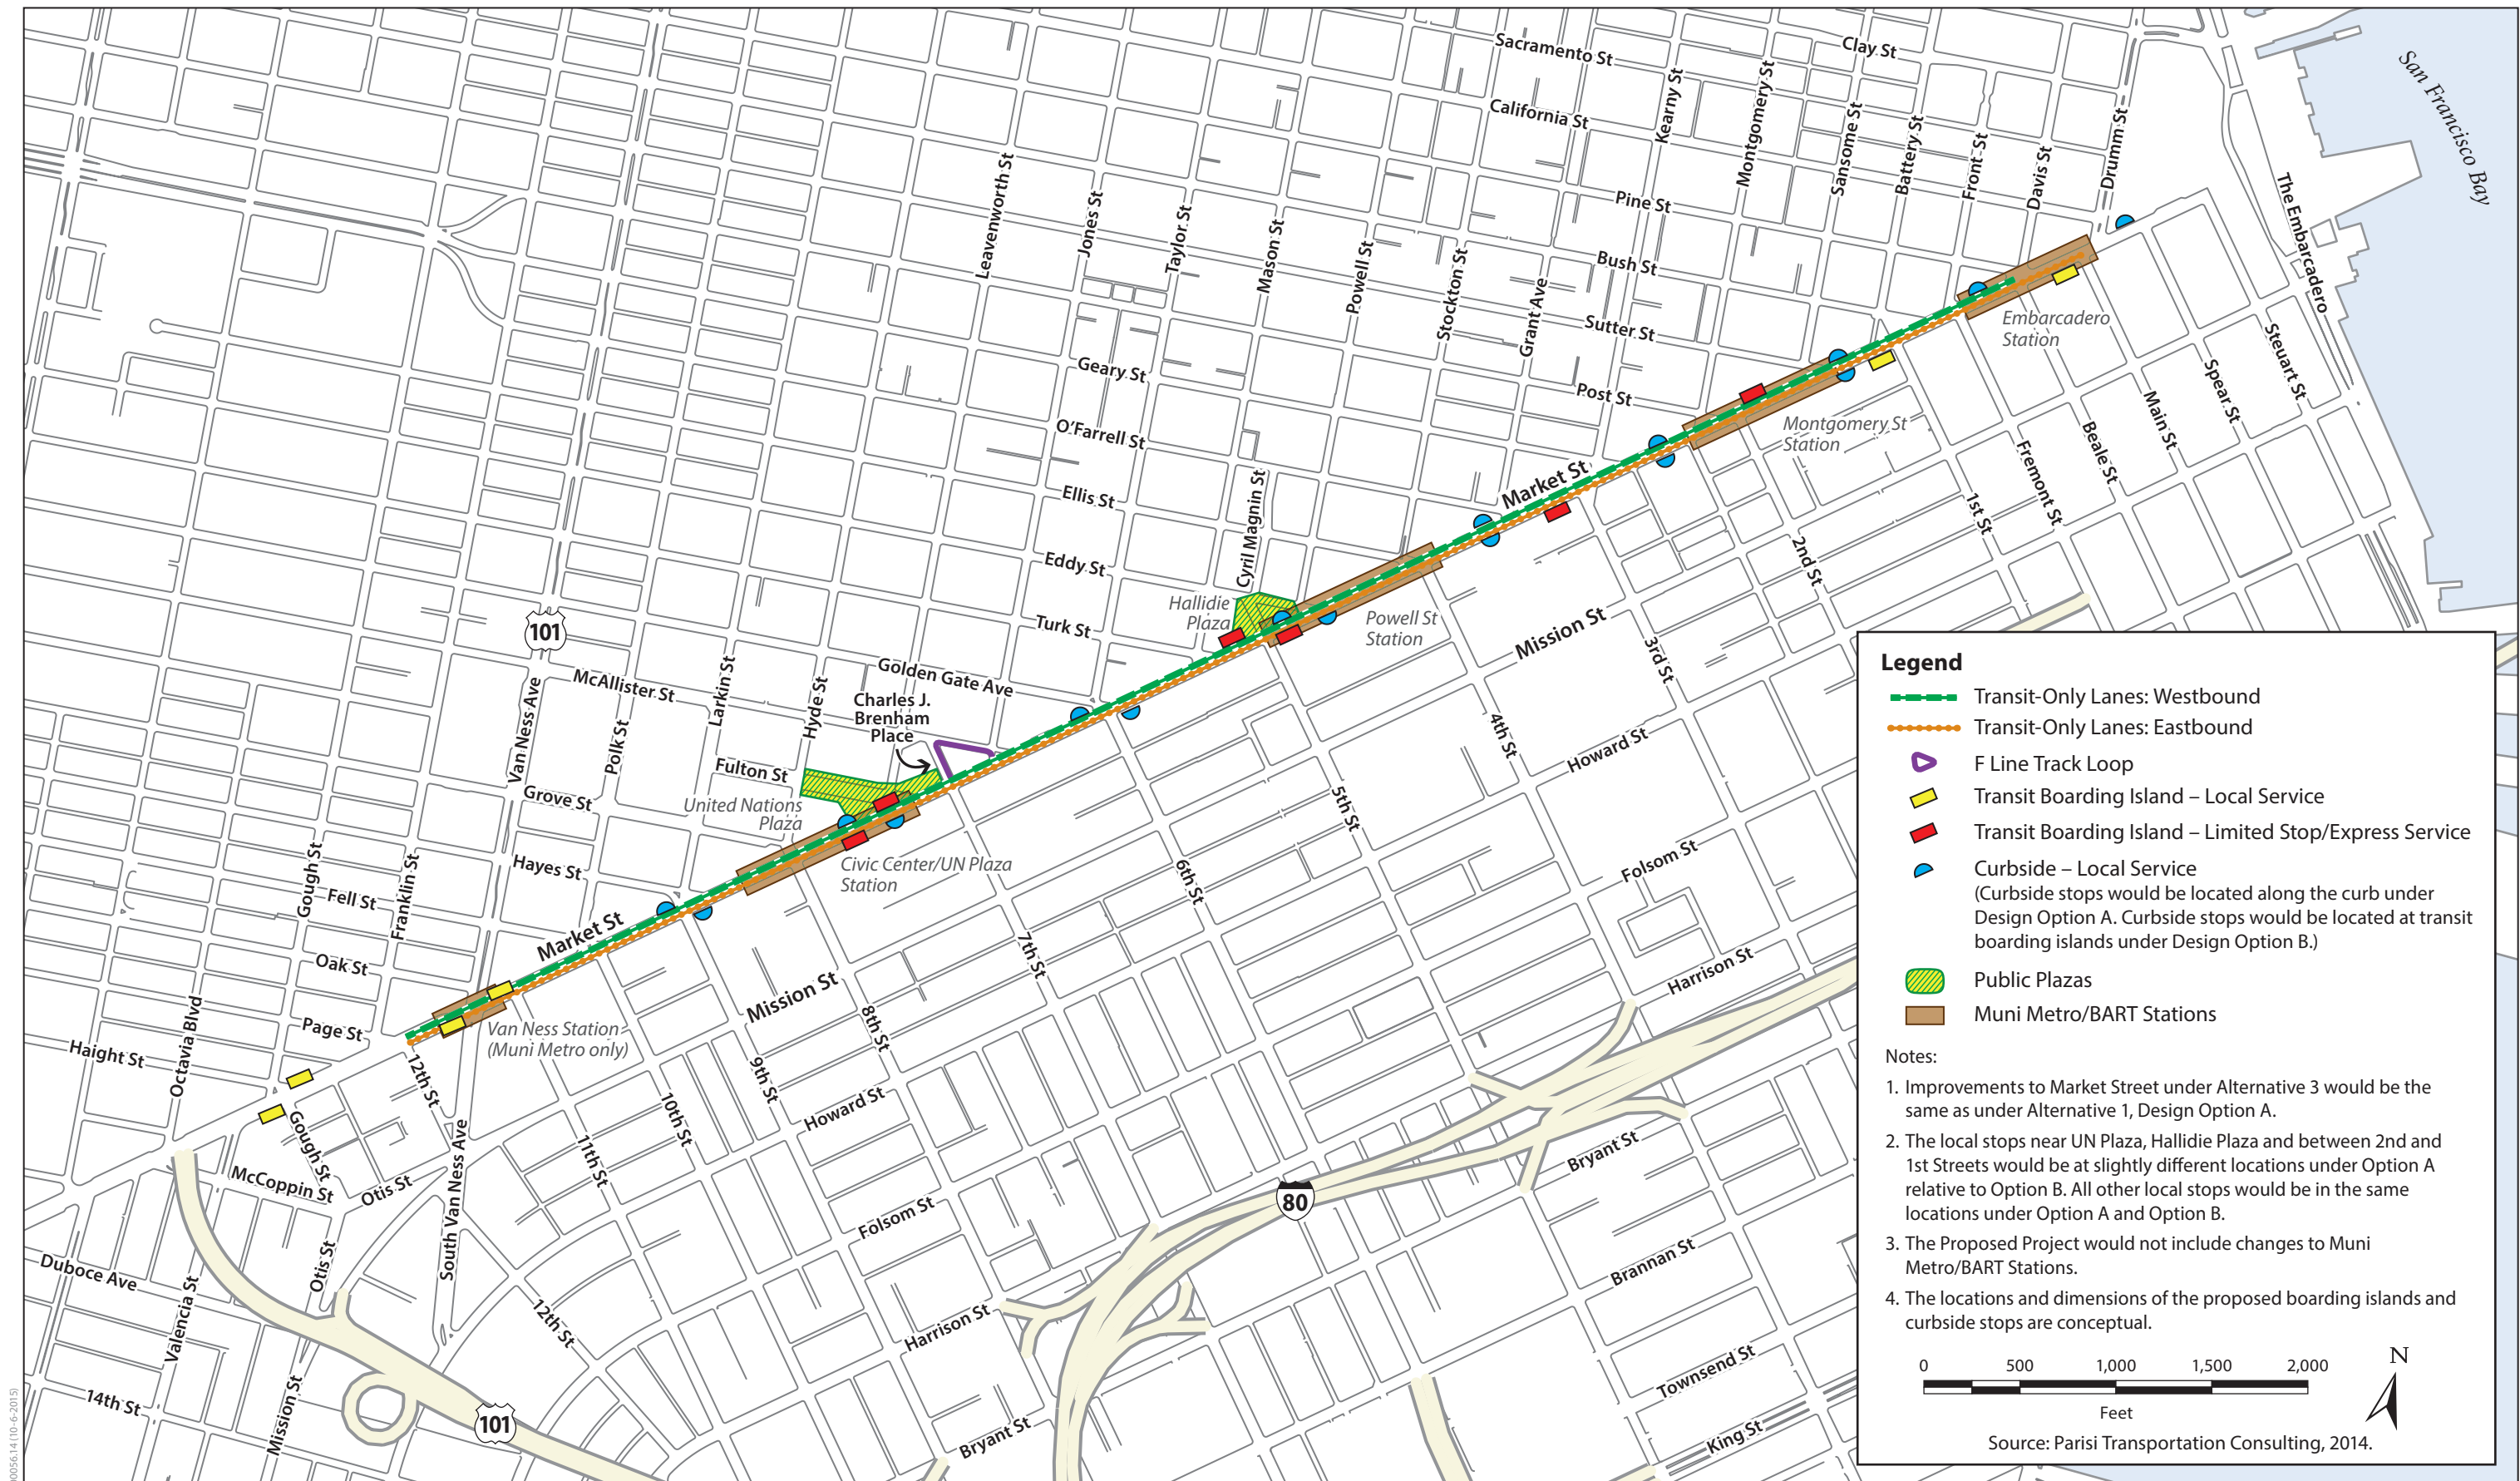 Sacramento St
Clay St
San Francisco Bay
California St
Kearny St
Montgomery St
Sansome St
Battery St
Front St
Davis St
Drumm St
The Embarcadero
Leavenworth St
Jones St
Taylor St
Mason St
Powell St
Stockton St
Grant Ave
Pine St
Bush St
Sutter St
Post St
Geary St
O'Farrell St
Ellis St
Eddy St
Turk St
Golden Gate Ave
Cyril Magnin St
Hallidie
Plaza
Market St
Embarcadero
Station
Montgomery St
Station
Powell St
Station
Steuart St
Spear St
Main St
Beale St
Fremont St
1st St
2nd St
3rd St
4th St
5th St
6th St
7th St
8th St
9th St
10th St
11th St
12th St
Mission St
Howard St
Folsom St
Harrison St
101
McAllister St
Van Ness Ave
Polk St
Larkin St
Hyde St
Charles J.
Brenham
Place
Fulton St
Grove St
United Nations
Plaza
Hayes St
Civic Center/UN Plaza
Station
Gough St
Fell St
Franklin St
Market St
Oak St
Mission St
Page St
Van Ness Station
(Muni Metro only)
Haight St
Octavia Blvd
Gough St
McCoppin St
Otis St
South Van Ness Ave
Howard St
Folsom St
80
Bryant St
Brannan St
Duboce Ave
Valencia St
Otis St
12th St
Harrison St
14th St
Mission St
101
Bryant St
Townsend St
King St
00056.14 (10-6-2015)
Legend
Transit-Only Lanes: Westbound
Transit-Only Lanes: Eastbound
F Line Track Loop
Transit Boarding Island – Local Service
Transit Boarding Island – Limited Stop/Express Service
Curbside – Local Service
(Curbside stops would be located along the curb under
Design Option A. Curbside stops would be located at transit
boarding islands under Design Option B.)
Public Plazas
Muni Metro/BART Stations
Notes:
1. Improvements to Market Street under Alternative 3 would be the
same as under Alternative 1, Design Option A.
2. The local stops near UN Plaza, Hallidie Plaza and between 2nd and
1st Streets would be at slightly different locations under Option A
relative to Option B. All other local stops would be in the same
locations under Option A and Option B.
3. The Proposed Project would not include changes to Muni
Metro/BART Stations.
4. The locations and dimensions of the proposed boarding islands and
curbside stops are conceptual.
0 500 1,000 1,500 2,000
Feet
N
Source: Parisi Transportation Consulting, 2014.